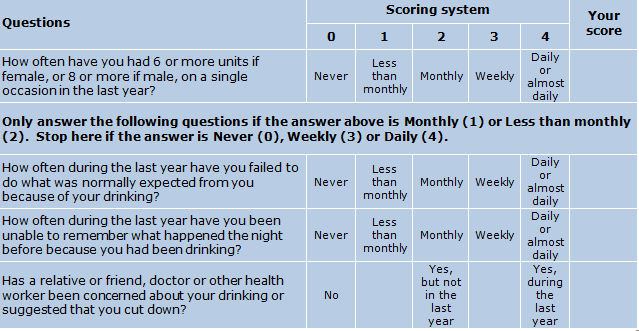 Questions
Scoring system
Your
score
0 1 2 3 4
How often have you had 6 or more units if
female, or 8 or more if male, on a single
occasion in the last year?
Never
Less
than
monthly
Monthly
Weekly
Daily
or
almost
daily
Only answer the following questions if the answer above is Monthly (1) or Less than monthly
(2). Stop here if the answer is Never (0), Weekly (3) or Daily (4).
How often during the last year have you failed to
do what was normally expected from you
because of your drinking?
Never
Less
than
monthly
Monthly
Weekly
Daily
or
almost
daily
How often during the last year have you been
unable to remember what happened the night
before because you had been drinking?
Never
Less
than
monthly
Monthly
Weekly
Daily
or
almost
daily
Has a relative or friend, doctor or other health
worker been concerned about your drinking or
suggested that you cut down?
No
Yes,
but not
in the
last
year
Yes,
during
the
last
year